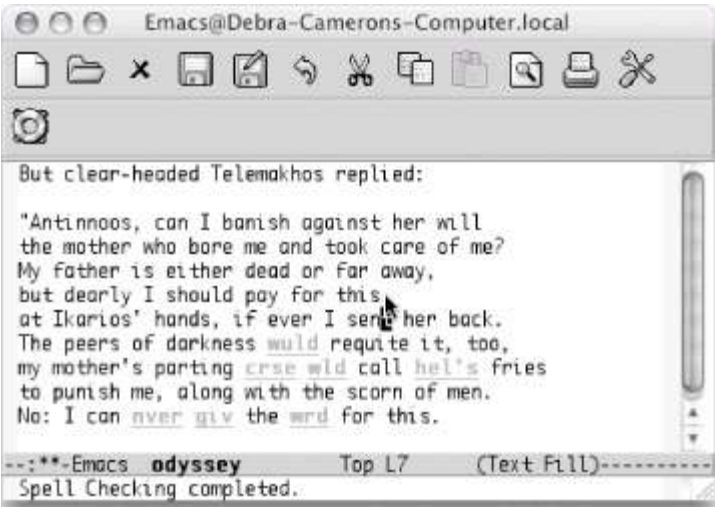 Emacs@Debra-Camerons-Computer.local
But clear-headed Telemakhos replied:
"Antinnoos, can I banish against her will
the mother who bore me and took care of me?
My father is either dead or far away,
but dearly I should pay for this
at Ikarios' hands, if ever I sent her back.
The peers of darkness wuld requite it, too,
my mother's parting crse wld call hel's fries
to punish me, along with the scorn of men.
No: I can nver giv the wrd for this.
--:**-Emacs odyssey Top L7 (Text Fill)----------
Spell Checking completed.